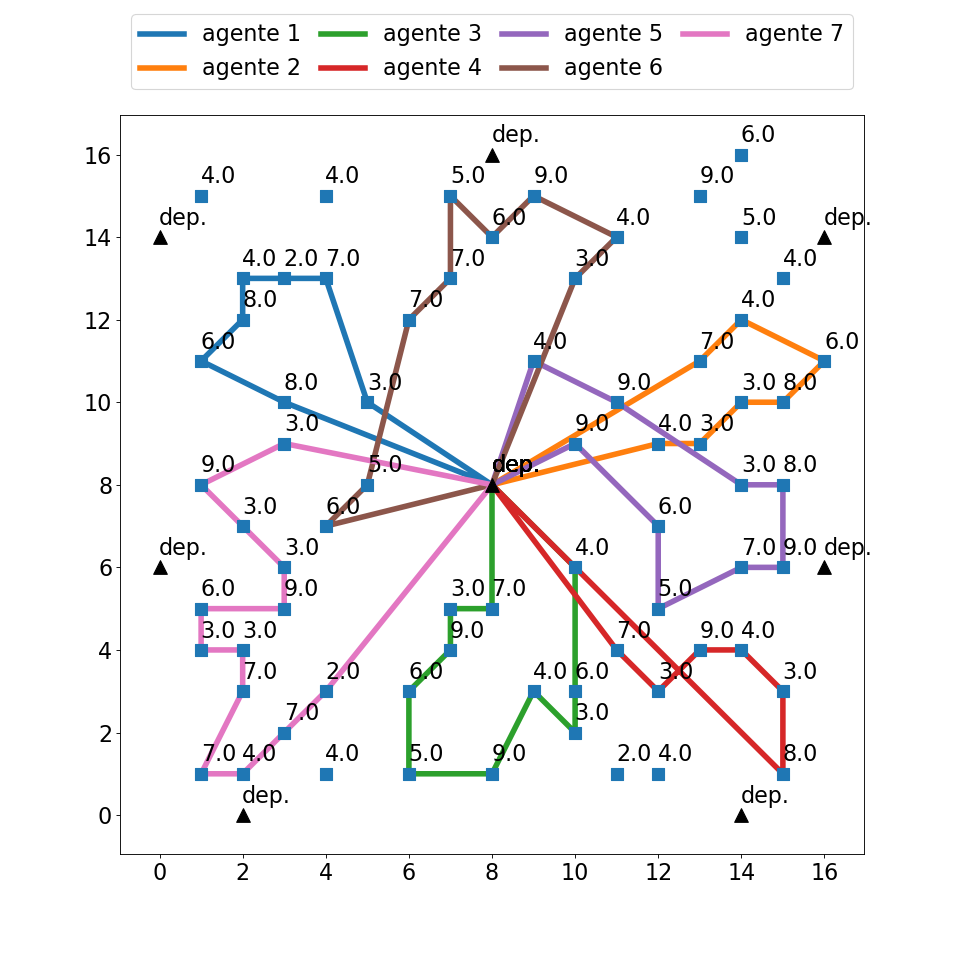 agente 1 agente 3 agente 5 agente 7
agente 2 agente 4 agente 6
6.0
16 dep.
4.0 4.0 5.0 9.0 9.0
dep. 6.0 4.0 5.0 dep.
14
4.0 2.0 7.0 7.0 3.0 4.0
8.0 7.0 4.0
12
6.0 4.0 7.0 6.0
8.0 3.0 9.0 3.0 8.0
10
3.0 9.0 4.0 3.0
9.0 5.0 dep. 3.0 8.0
8
3.0 6.0 6.0
dep. 3.0 4.0 7.0 9.0 dep.
6
6.0 9.0 3.0 7.0 5.0
3.0 3.0 9.0 7.0 9.0 4.0
4
7.0 2.0 6.0 4.0 6.0 3.0 3.0
7.0 3.0
2
7.0 4.0 4.0 5.0 9.0 2.0 4.0 8.0
dep. dep.
0
0 2 4 6 8 10 12 14 16